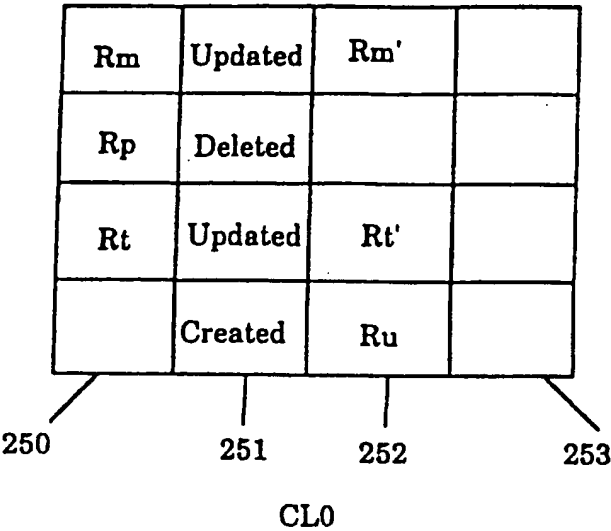 Rm Updated Rm'
Rp Deleted
Rt Updated Rt'
Created Ru
250 251 252 253
CL0